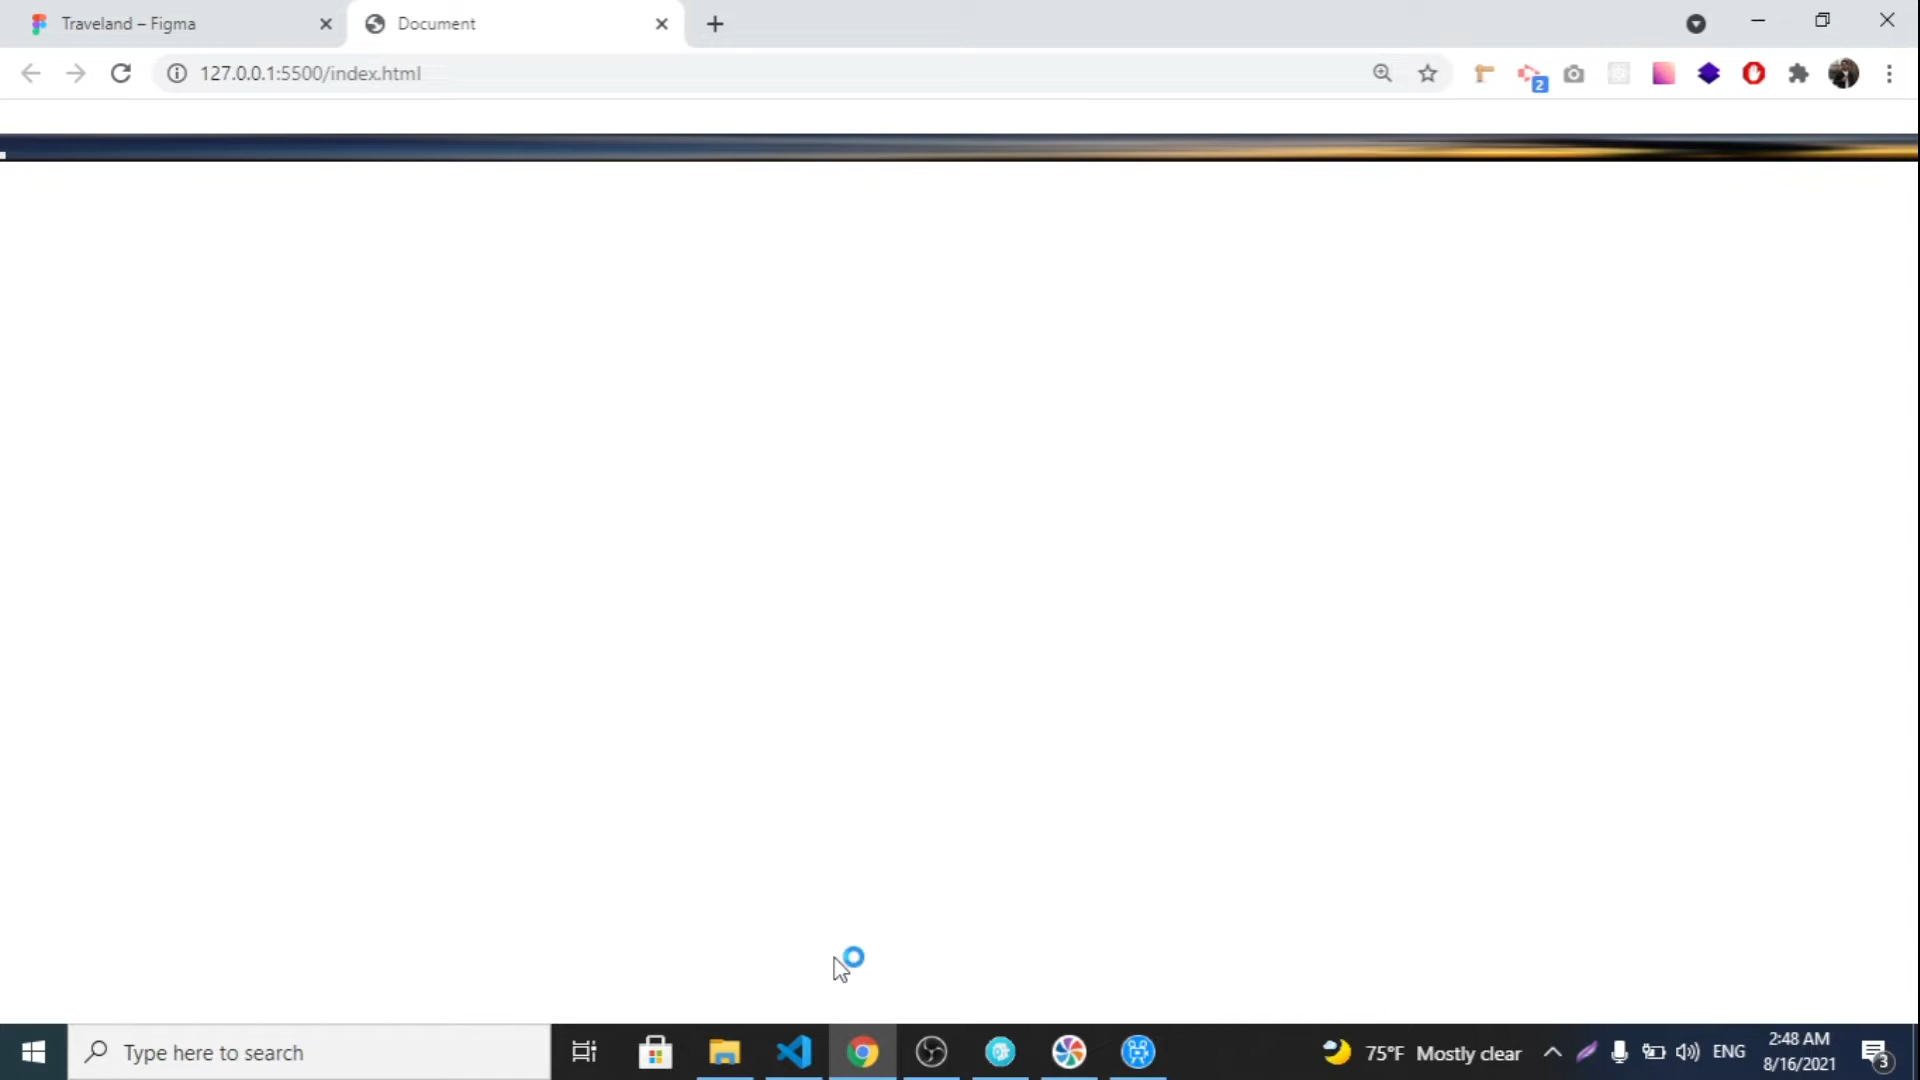 Traveland – Figma
Document
127.0.0.1:5500/index.html
2
Type here to search
75°F Mostly clear
ENG
2:48 AM
8/16/2021
3